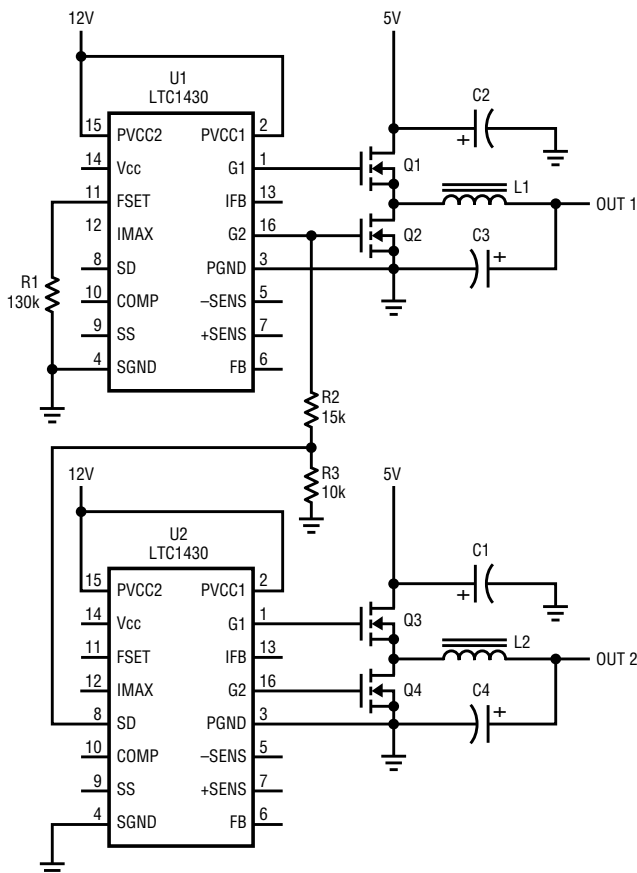 12V
5V
U1
LTC1430
C2
+
15 PVCC2 PVCC1 2
14 Vcc G1 1
Q1
11 FSET IFB 13
L1
OUT 1
12 IMAX G2 16
Q2
C3
+
8 SD PGND 3
R1
130k
10 COMP –SENS 5
9 SS +SENS 7
4 SGND FB 6
R2
15k
R3
10k
12V
5V
U2
LTC1430
C1
+
15 PVCC2 PVCC1 2
14 Vcc G1 1
Q3
11 FSET IFB 13
L2
OUT 2
12 IMAX G2 16
Q4
C4
+
8 SD PGND 3
10 COMP –SENS 5
9 SS +SENS 7
4 SGND FB 6